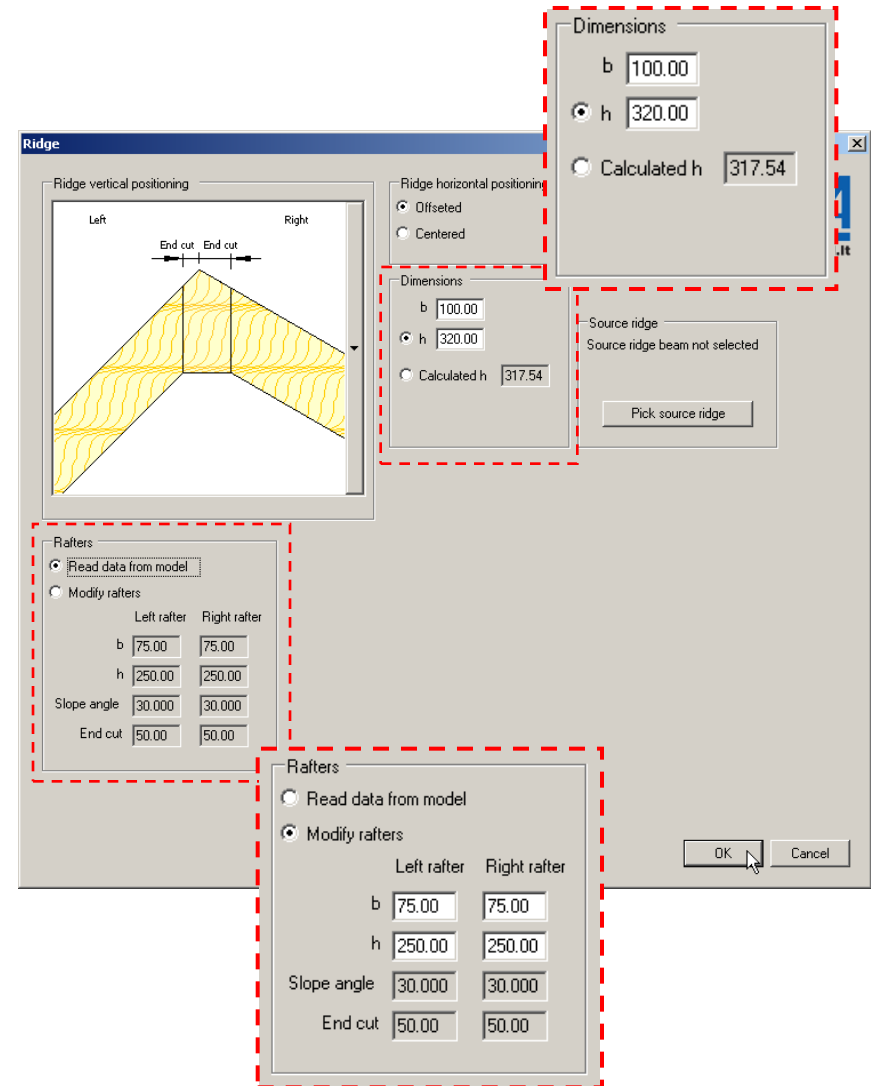 Ridge
Ridge vertical positioning
Left Right
End cut End cut
Ridge horizontal positioning
Offseted
Centered
Dimensions
b 100.00
h 320.00
Calculated h 317.54
Dimensions
b 100.00
h 320.00
Calculated h 317.54
.lt
Source ridge
Source ridge beam not selected
Pick source ridge
Rafters
Read data from model
Modify rafters
Left rafter Right rafter
b 75.00 75.00
h 250.00 250.00
Slope angle 30.000 30.000
End cut 50.00 50.00
Rafters
Read data from model
Modify rafters
Left rafter Right rafter
b 75.00 75.00
h 250.00 250.00
Slope angle 30.000 30.000
End cut 50.00 50.00
OK Cancel